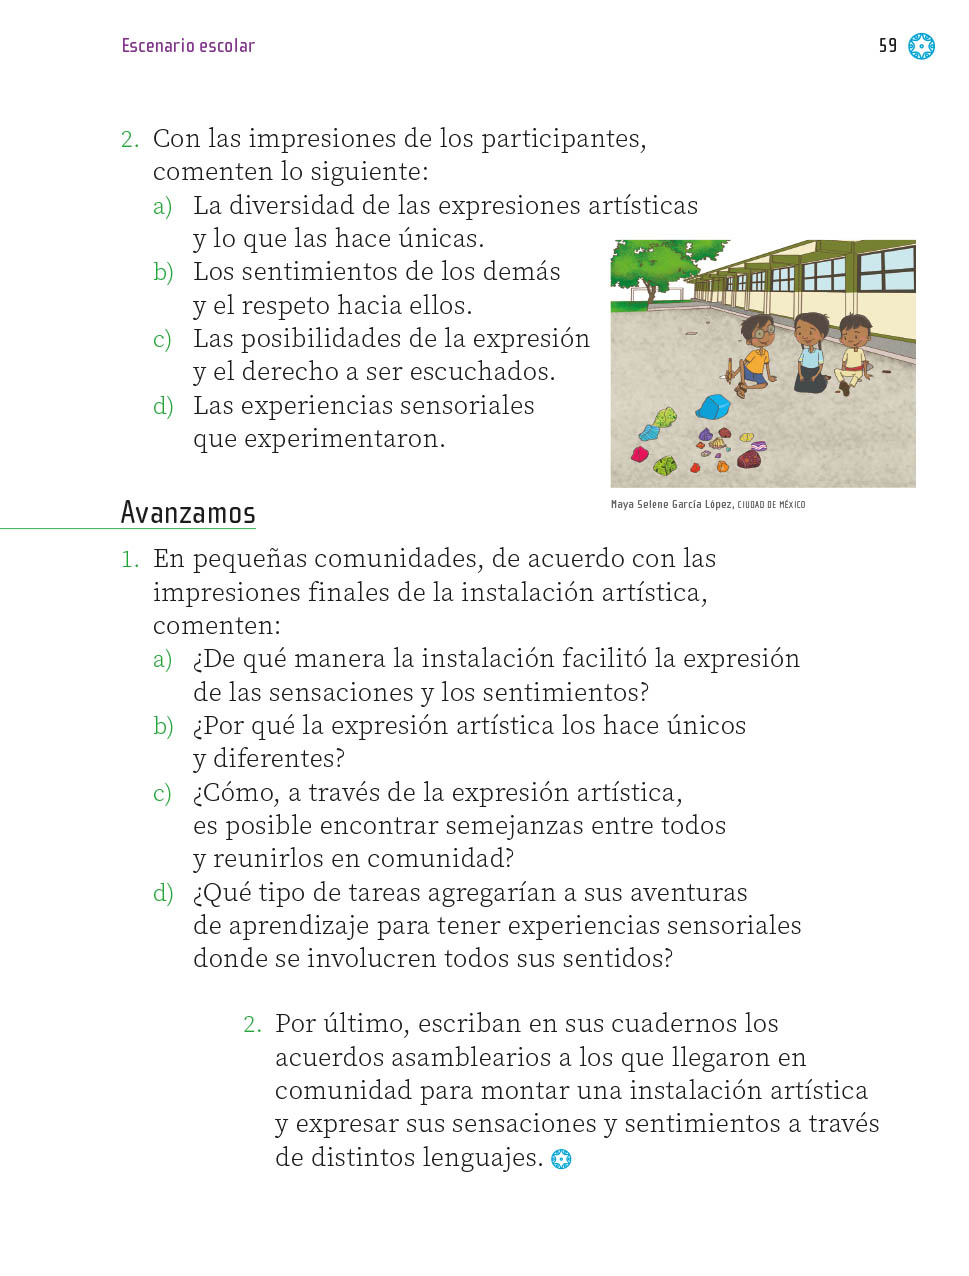 Escenario escolar
59
2. Con las impresiones de los participantes,
comenten lo siguiente:
a) La diversidad de las expresiones artísticas
y lo que las hace únicas.
b) Los sentimientos de los demás
y el respeto hacia ellos.
c) Las posibilidades de la expresión
y el derecho a ser escuchados.
d) Las experiencias sensoriales
que experimentaron.
Maya Selene García López, CIUDAD DE MÉXICO
Avanzamos
1. En pequeñas comunidades, de acuerdo con las
impresiones finales de la instalación artística,
comenten:
a) ¿De qué manera la instalación facilitó la expresión
de las sensaciones y los sentimientos?
b) ¿Por qué la expresión artística los hace únicos
y diferentes?
c) ¿Cómo, a través de la expresión artística,
es posible encontrar semejanzas entre todos
y reunirlos en comunidad?
d) ¿Qué tipo de tareas agregarían a sus aventuras
de aprendizaje para tener experiencias sensoriales
donde se involucren todos sus sentidos?
2. Por último, escriban en sus cuadernos los
acuerdos asamblearios a los que llegaron en
comunidad para montar una instalación artística
y expresar sus sensaciones y sentimientos a través
de distintos lenguajes.